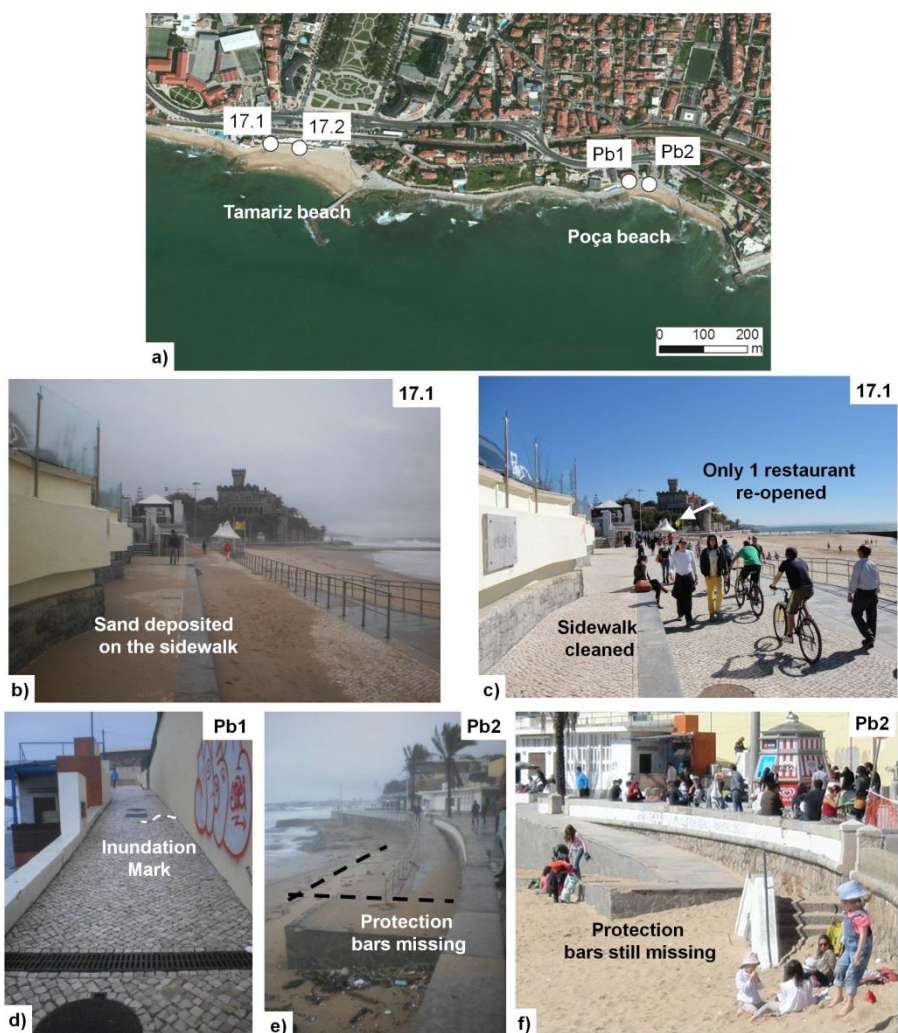 17.1
17.2
Pb1
Pb2
Tamariz beach
Poça beach
0 100 200
m
a)
17.1
Sand deposited
on the sidewalk
b)
17.1
Only 1 restaurant
re-opened
Sidewalk
cleaned
c)
Pb1
Inundation
Mark
d)
Pb2
Protection
bars missing
e)
Pb2
Protection
bars still missing
f)